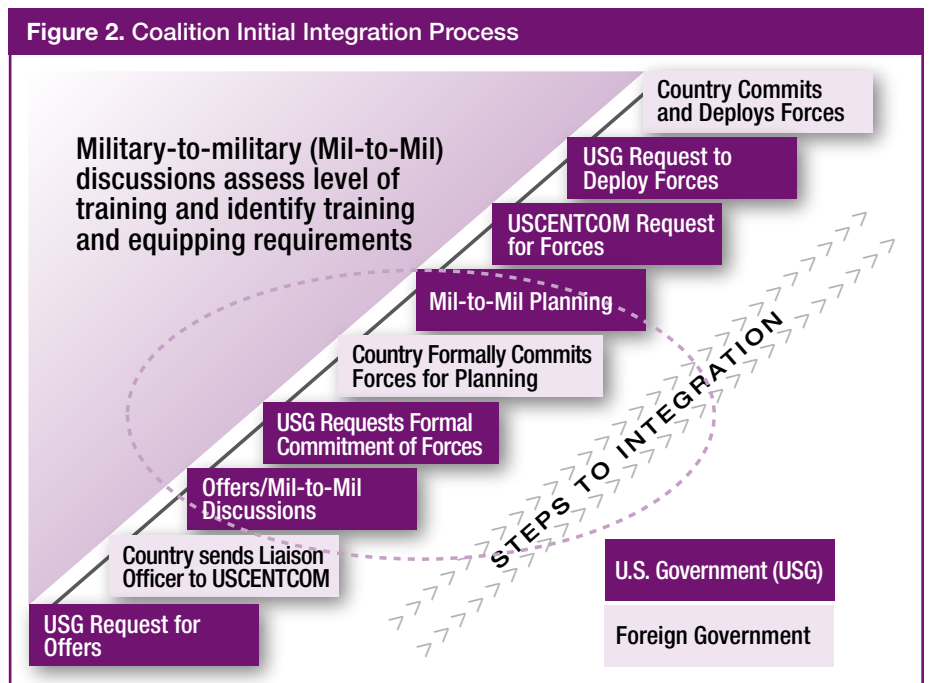 Figure 2. Coalition Initial Integration Process
Military-to-military (Mil-to-Mil)
discussions assess level of
training and identify training
and equipping requirements
Country Commits
and Deploys Forces
USG Request to
Deploy Forces
USCENTCOM Request
for Forces
Mil-to-Mil Planning
Country Formally Commits
Forces for Planning
USG Requests Formal
Commitment of Forces
Offers/Mil-to-Mil
Discussions
Country sends Liaison
Officer to USCENTCOM
USG Request for
Offers
STEPS TO INTEGRATION
U.S. Government (USG)
Foreign Government